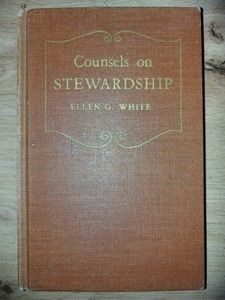 Counsels on
STEWARDSHIP
ELLEN G. WHITE